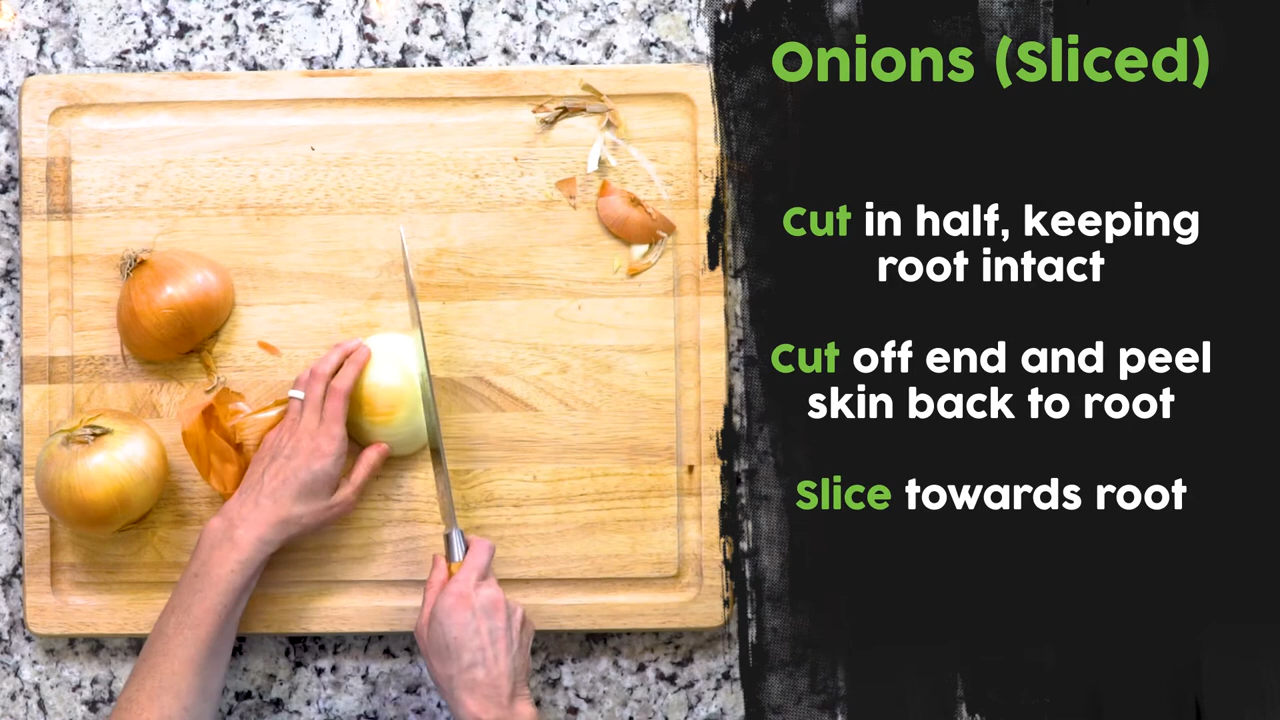 Onions (Sliced)
Cut in half, keeping
root intact
Cut off end and peel
skin back to root
Slice towards root